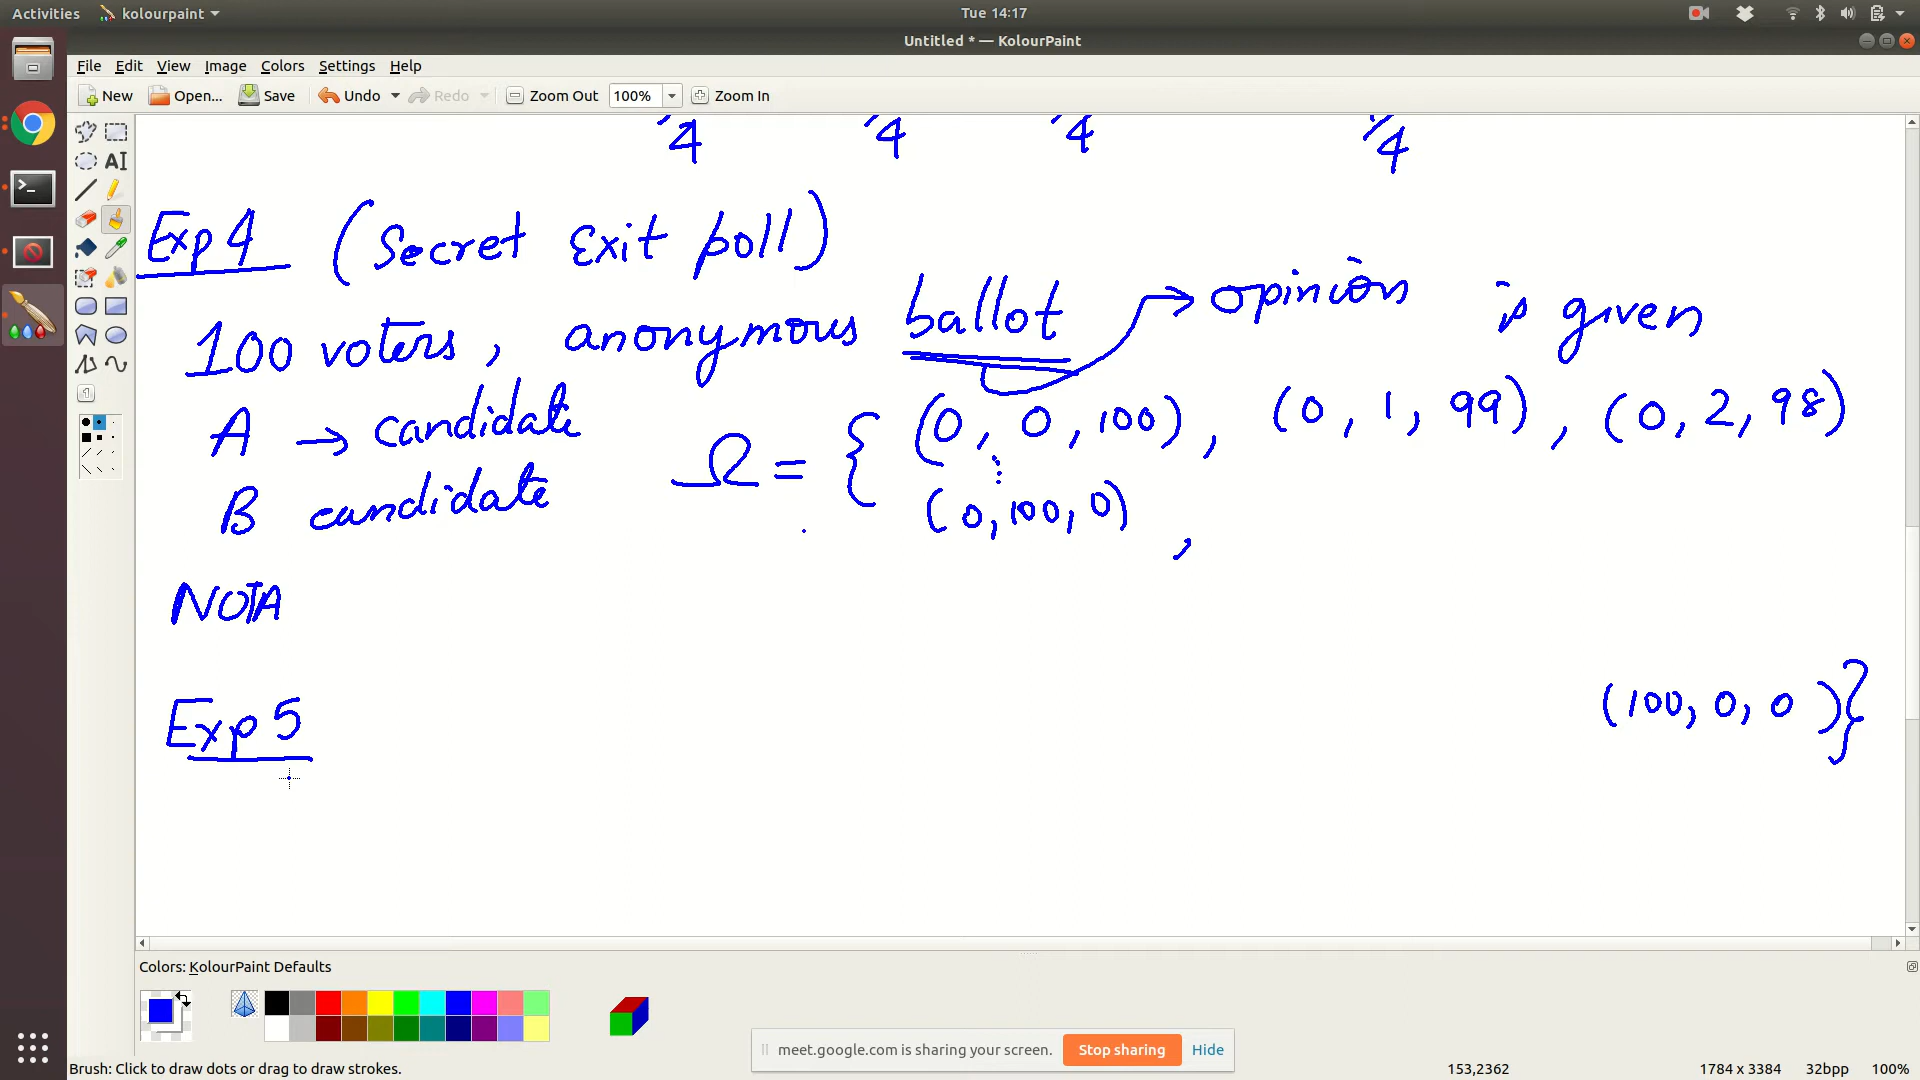 Activities kolourpaint Tue 14:17
Untitled * — KolourPaint
File Edit View Image Colors Settings Help
New Open... Save Undo Redo Zoom Out 100% Zoom In
1/4 1/4 1/4 1/4
Exp 4 (Secret Exit poll)
100 voters, anonymous ballot → opinion is given
A → candidate
Ω = { (0, 0, 100), (0, 1, 99), (0, 2, 98)
⋮
B candidate
(0, 100, 0) ,
NOTA
(100, 0, 0)}
Exp 5
Colors: KolourPaint Defaults
meet.google.com is sharing your screen. Stop sharing Hide
Brush: Click to draw dots or drag to draw strokes. 153,2362 1784 x 3384 32bpp 100%